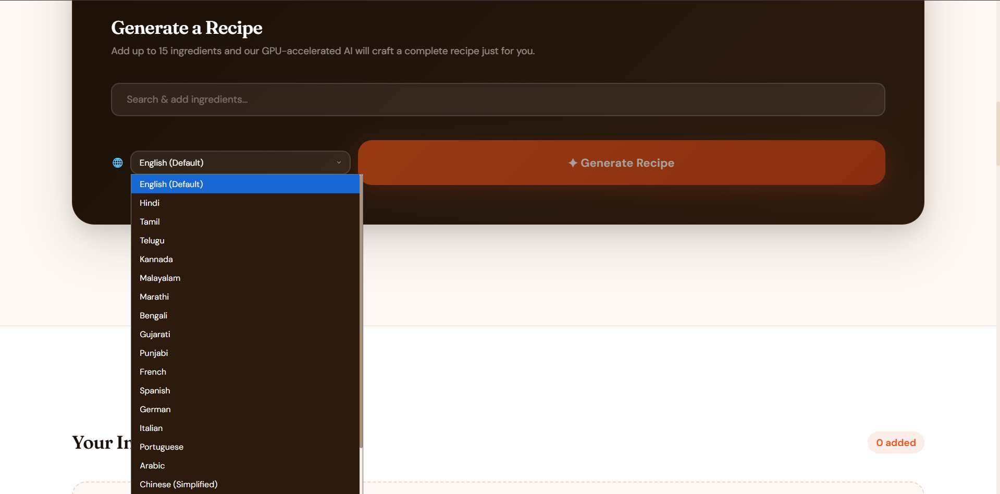 Generate a Recipe
Add up to 15 ingredients and our GPU-accelerated AI will craft a complete recipe just for you.
Search & add ingredients...
English (Default)
✦ Generate Recipe
English (Default)
Hindi
Tamil
Telugu
Kannada
Malayalam
Marathi
Bengali
Gujarati
Punjabi
French
Spanish
German
Italian
Portuguese
Arabic
Chinese (Simplified)
Your
0 added